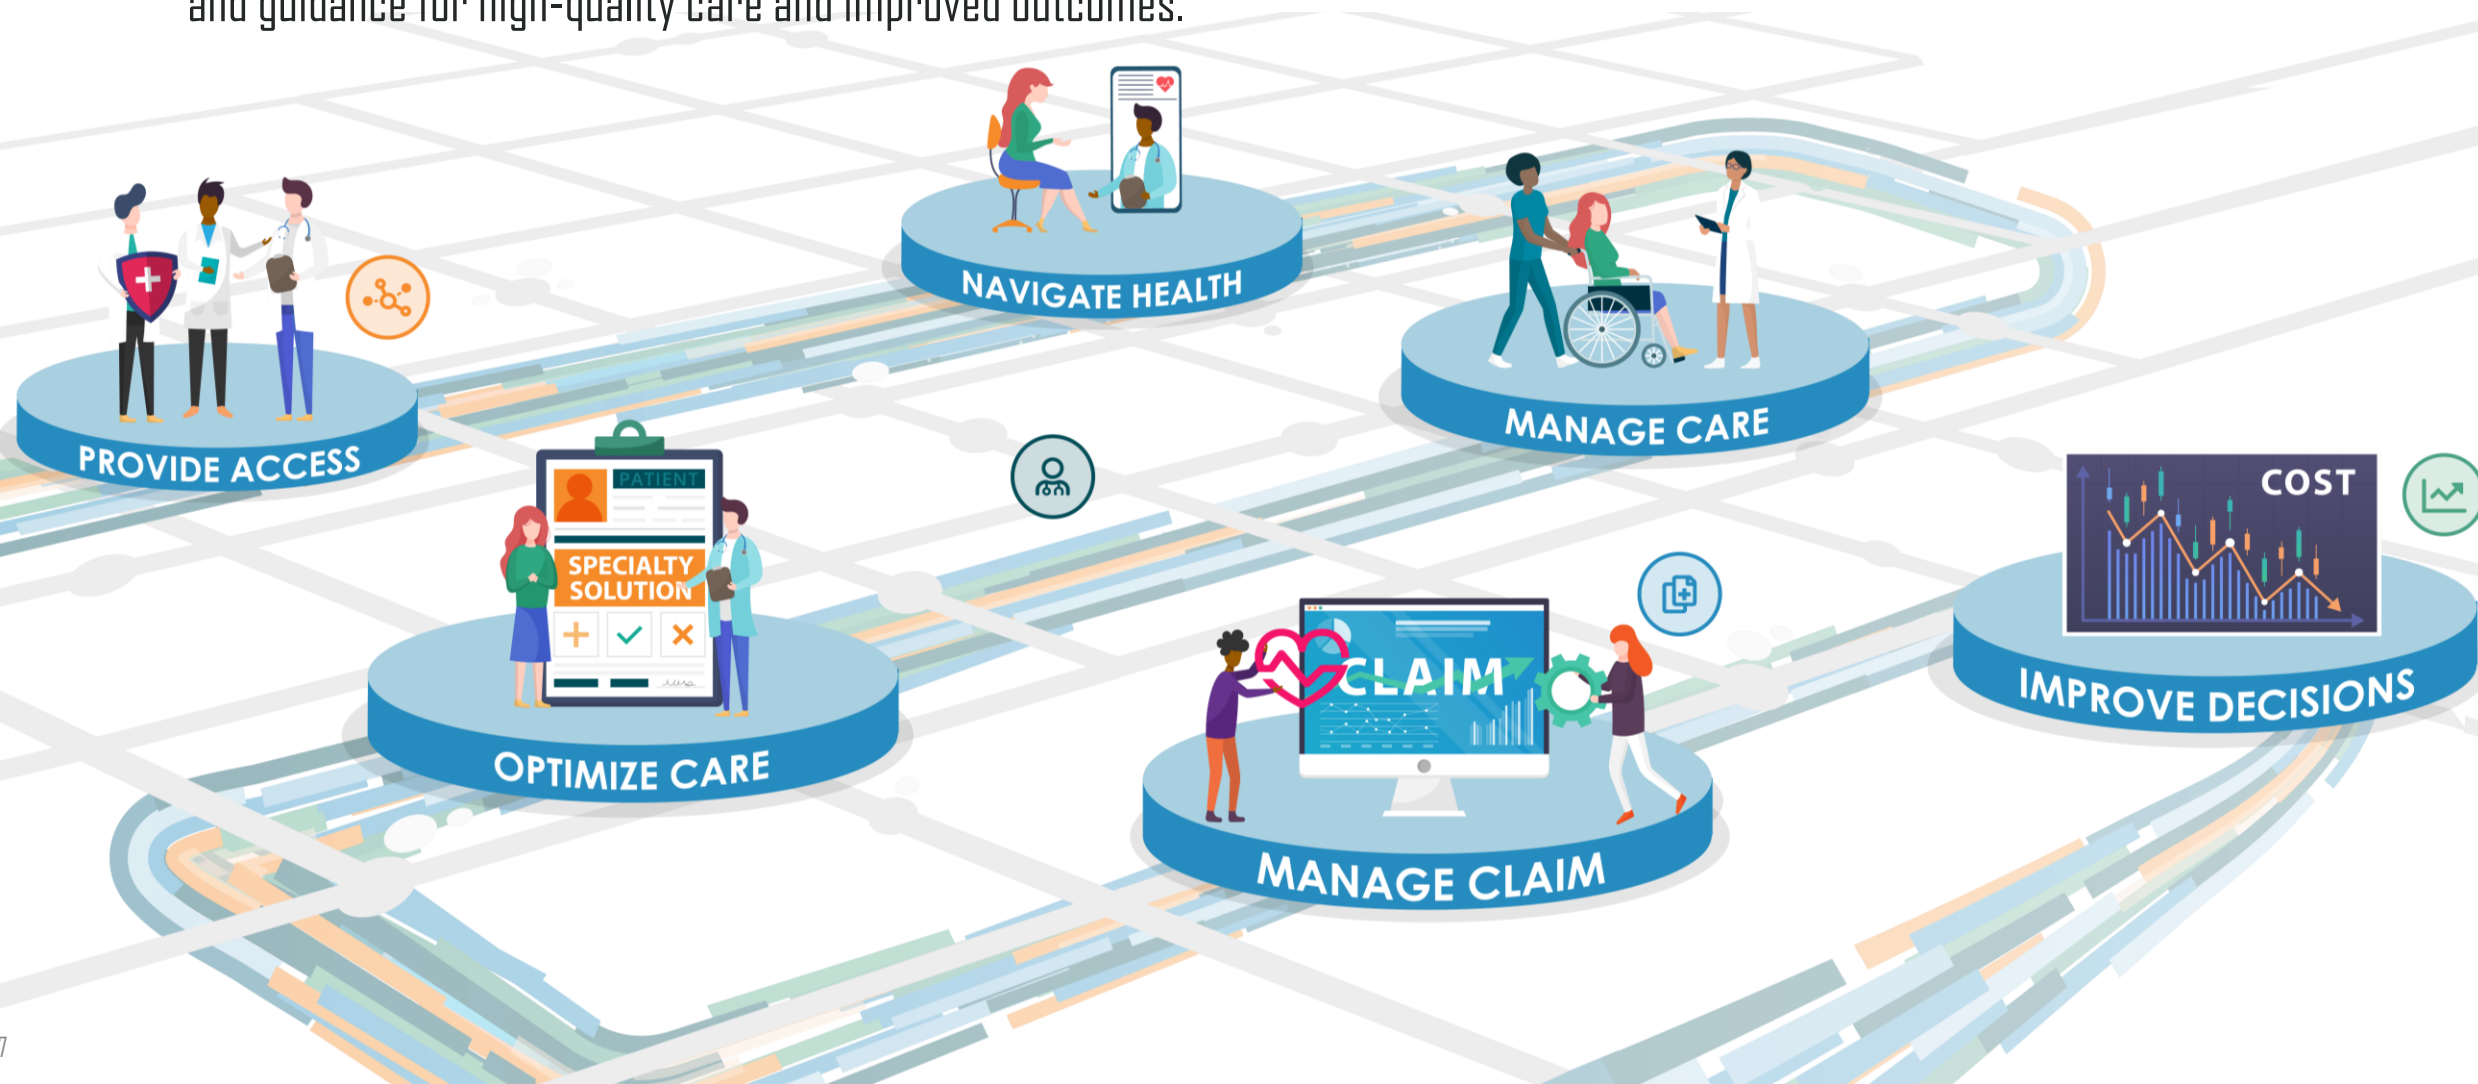 and guidance for high-quality care and improved outcomes.
NAVIGATE HEALTH
PROVIDE ACCESS
MANAGE CARE
PATIENT
SPECIALTY
SOLUTION
OPTIMIZE CARE
COST
IMPROVE DECISIONS
CLAIM
MANAGE CLAIM